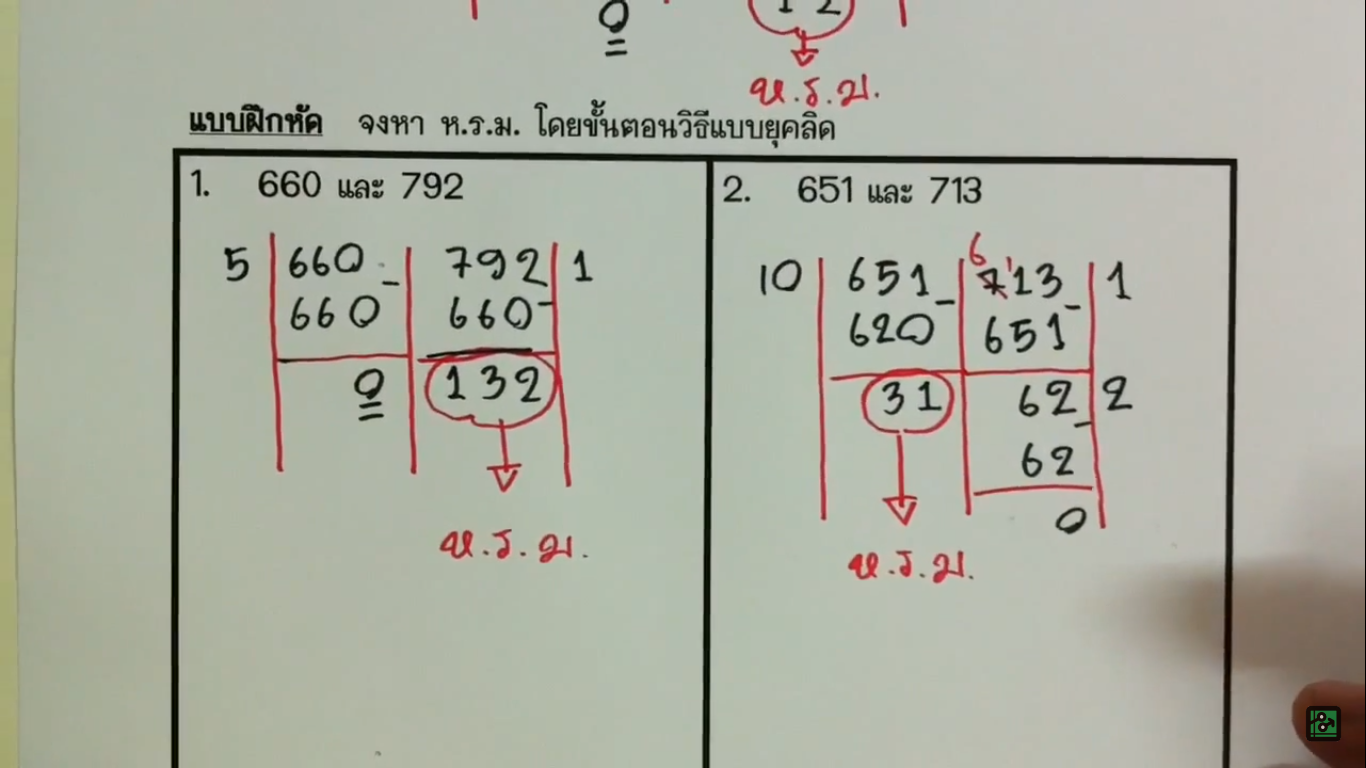 0 12
ห.ร.ม.
แบบฝึกหัด จงหา ห.ร.ม. โดยขั้นตอนวิธีแบบยุคลิด
1. 660 และ 792
5 660 - 792 1
660 660 -
0 132
ห.ร.ม.
2. 651 และ 713
6 1
10 651 - 713 - 1
620 651
31 62 - 2
62
0
ห.ร.ม.